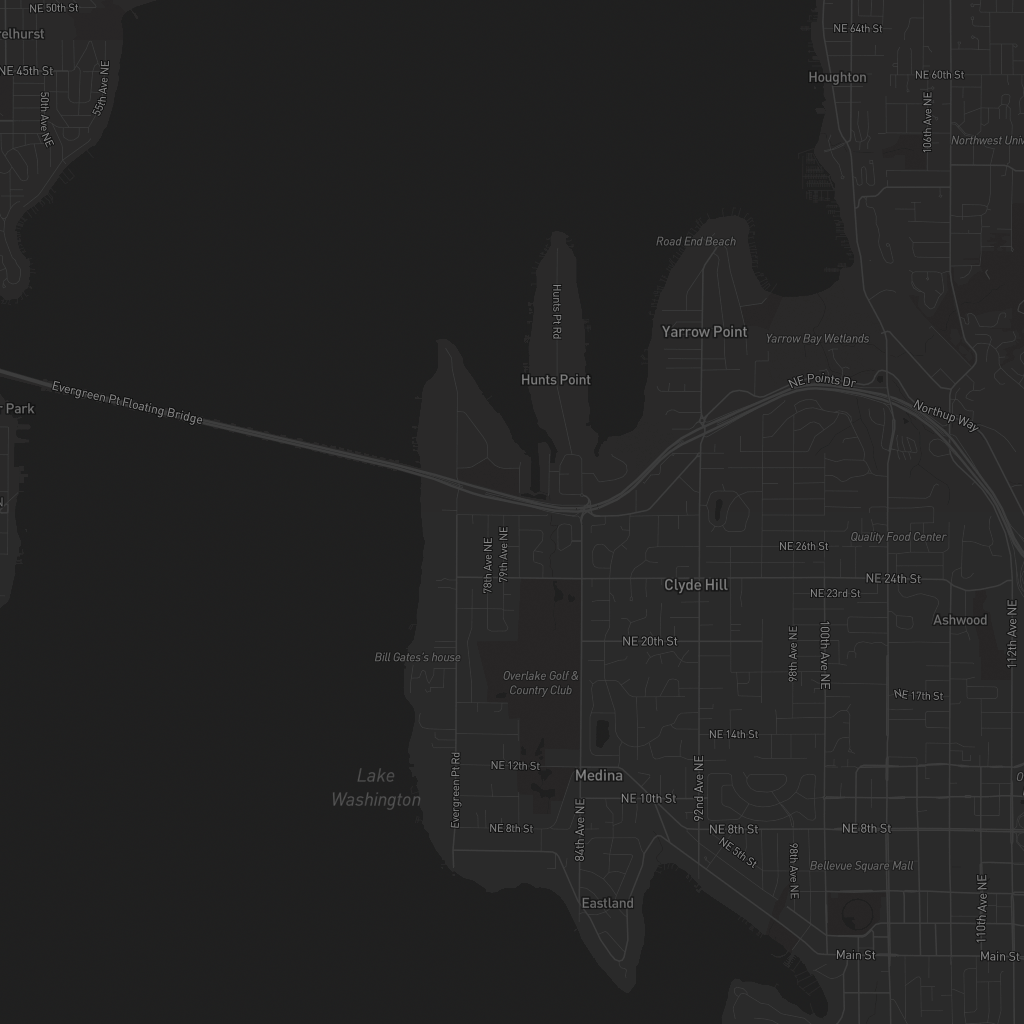 NE 50th St
elhurst
NE 45th St
55th Ave NE
50th Ave NE
NE 64th St
Houghton
NE 60th St
106th Ave NE
Northwest Univ
Road End Beach
Hunts Pt Rd
Yarrow Point
Yarrow Bay Wetlands
Hunts Point
NE Points Dr
Evergreen Pt Floating Bridge
Park
Northup Way
Quality Food Center
NE 26th St
78th Ave NE
79th Ave NE
Clyde Hill
NE 24th St
NE 23rd St
Ashwood
112th Ave NE
NE 20th St
98th Ave NE
100th Ave NE
Bill Gates's house
Overlake Golf &
Country Club
NE 17th St
NE 14th St
NE 12th St
Medina
Lake
Washington
Evergreen Pt Rd
92nd Ave NE
NE 10th St
NE 8th St
84th Ave NE
NE 8th St
NE 8th St
NE 5th St
98th Ave NE
Bellevue Square Mall
Eastland
110th Ave NE
Main St
Main St